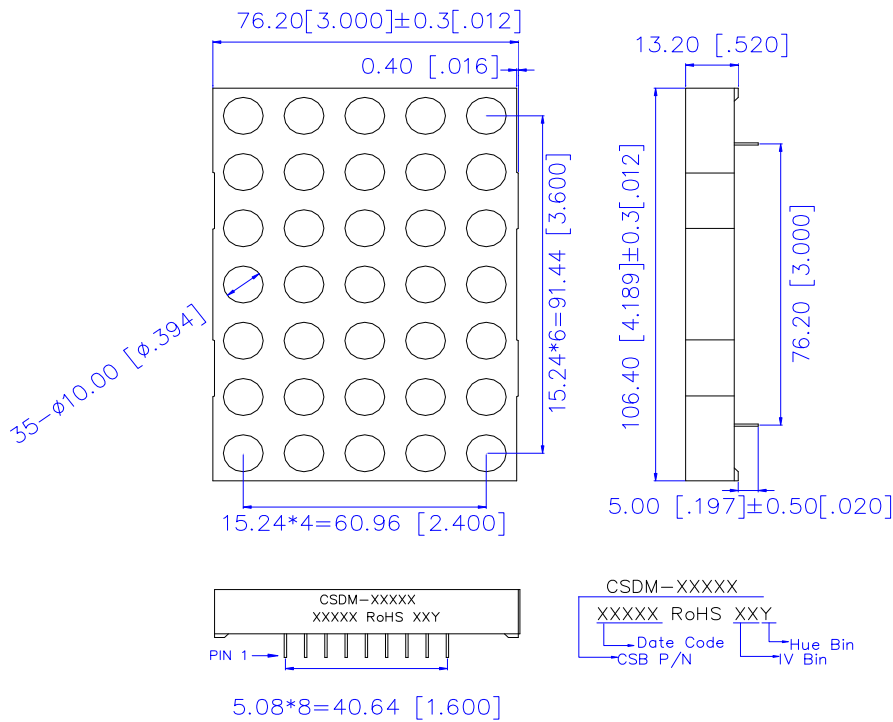 76.20[3.000]±0.3[.012]
13.20 [.520]
0.40 [.016]
15.24*6=91.44 [3.600]
106.40 [4.189]±0.3[.012]
76.20 [3.000]
35-ø10.00 [ø.394]
5.00 [.197]±0.50[.020]
15.24*4=60.96 [2.400]
CSDM-XXXXX
XXXXX RoHS XXY
PIN 1
5.08*8=40.64 [1.600]
CSDM-XXXXX
XXXXX RoHS XXY
Date Code
Hue Bin
CSB P/N
IV Bin